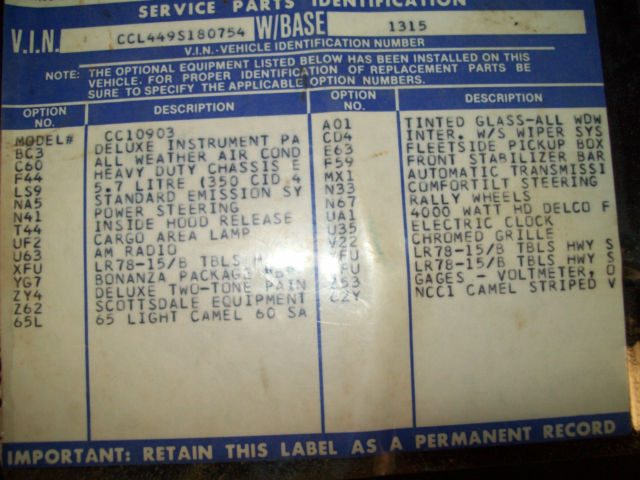 SERVICE PARTS IDENTIFICATION
V.I.N. CCL449S180754 W/BASE 1315
V.I.N.-VEHICLE IDENTIFICATION NUMBER
NOTE: THE OPTIONAL EQUIPMENT LISTED BELOW HAS BEEN INSTALLED ON THIS
VEHICLE. FOR PROPER IDENTIFICATION OF REPLACEMENT PARTS BE
SURE TO SPECIFY THE APPLICABLE OPTION NUMBERS.
OPTION NO. DESCRIPTION
MODEL# CC10903
BC3 DELUXE INSTRUMENT PA
C60 ALL WEATHER AIR COND
F44 HEAVY DUTY CHASSIS E
LS9 5.7 LITRE (350 CID 4
NA5 STANDARD EMISSION SY
N41 POWER STEERING
T44 INSIDE HOOD RELEASE
UF2 CARGO AREA LAMP
U63 AM RADIO
XFU LR78-15/B TBLS
YG7 BONANZA PACKAGE
ZY4 DELUXE TWO-TONE PAIN
Z62 SCOTTSDALE EQUIPMENT
65L 65 LIGHT CAMEL 60 SA
OPTION NO. DESCRIPTION
A01 TINTED GLASS-ALL WDW
CD4 INTER. W/S WIPER SYS
E63 FLEETSIDE PICKUP BOX
F59 FRONT STABILIZER BAR
MX1 AUTOMATIC TRANSMISSI
N33 COMFORTILT STEERING
N67 RALLY WHEELS
UA1 4000 WATT HD DELCO F
U35 ELECTRIC CLOCK
V22 CHROMED GRILLE
LR78-15/B TBLS HWY S
LR78-15/B TBLS HWY S
GAGES - VOLTMETER, O
NCC1 CAMEL STRIPED V
IMPORTANT: RETAIN THIS LABEL AS A PERMANENT RECORD